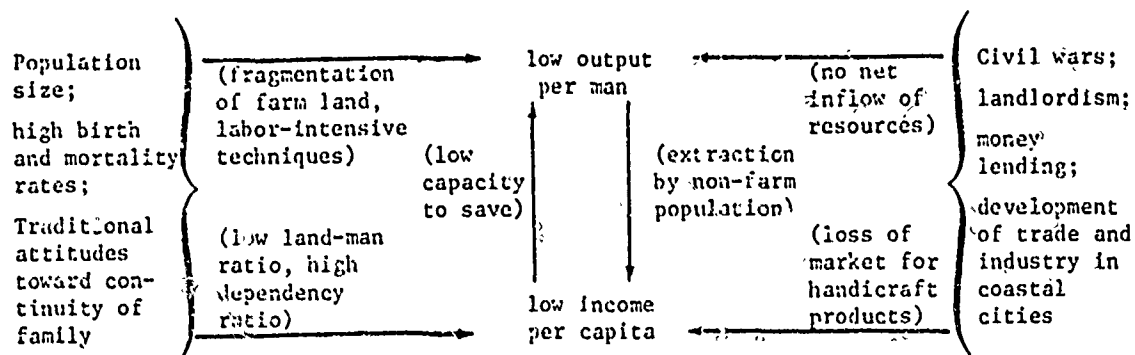 Population
size;
high birth
and mortality
rates;
Traditional
attitudes
toward con-
tinuity of
family
(fragmentation
of farm land,
labor-intensive
techniques)
(low land-man
ratio, high
dependency
ratio)
low output
per man
(low
capacity
to save)
(extraction
by non-farm
population)
low income
per capita
(no net
inflow of
resources)
(loss of
market for
handicraft
products)
Civil wars;
landlordism;
money
lending;
development
of trade and
industry in
coastal
cities